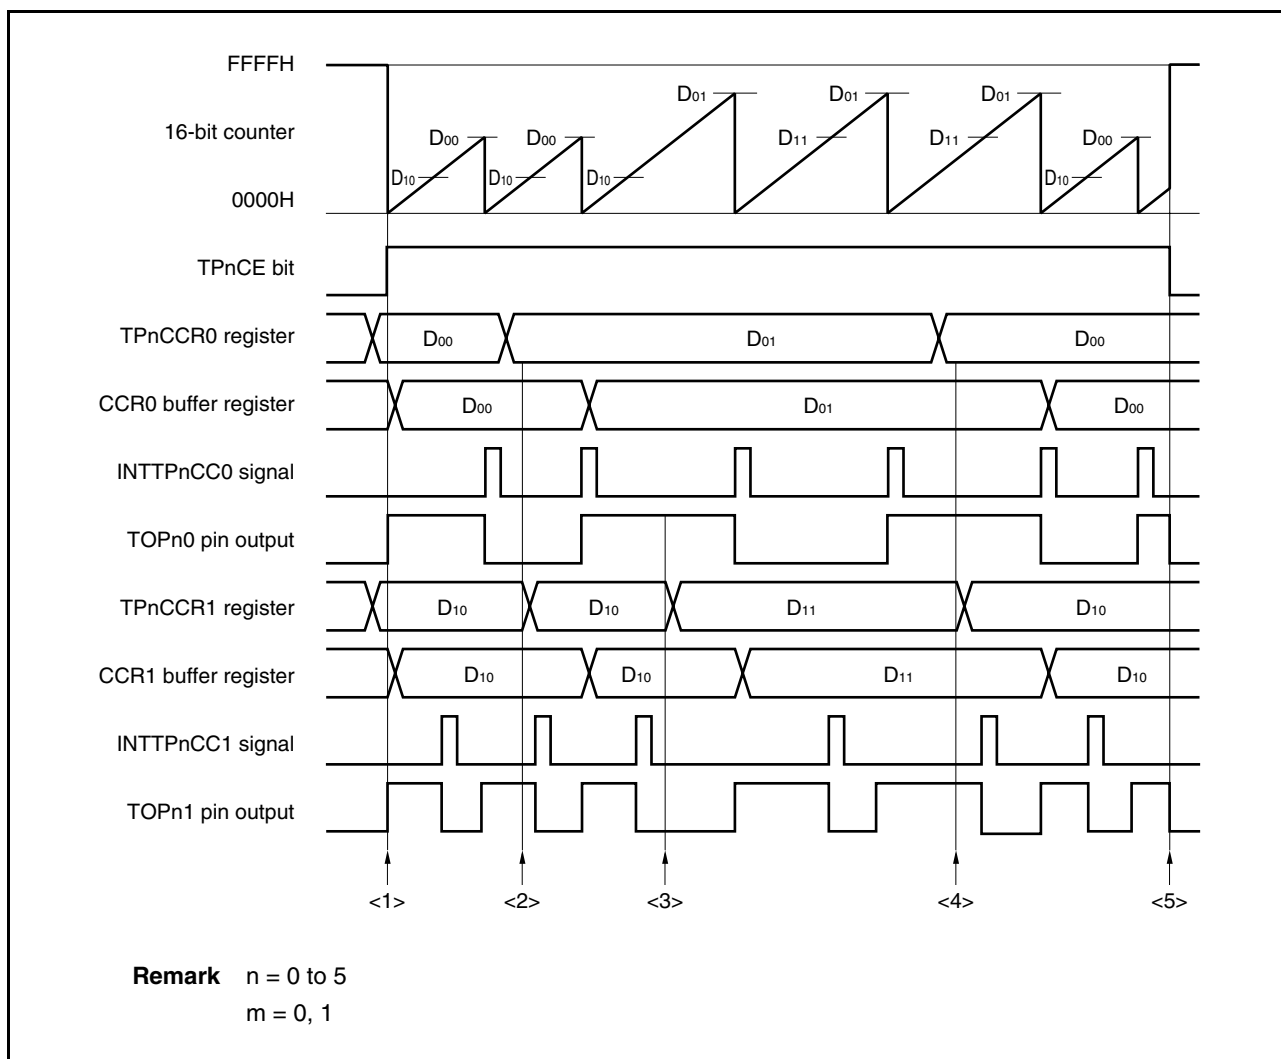 FFFFH
D01 D01 D01
16-bit counter
D00 D00 D11 D11 D00
D10 D10 D10 D10
0000H
TPnCE bit
TPnCCR0 register D00 D01 D00
CCR0 buffer register D00 D01 D00
INTTPnCC0 signal
TOPn0 pin output
TPnCCR1 register D10 D10 D11 D10
CCR1 buffer register D10 D10 D11 D10
INTTPnCC1 signal
TOPn1 pin output
<1> <2> <3> <4> <5>
Remark n = 0 to 5
m = 0, 1